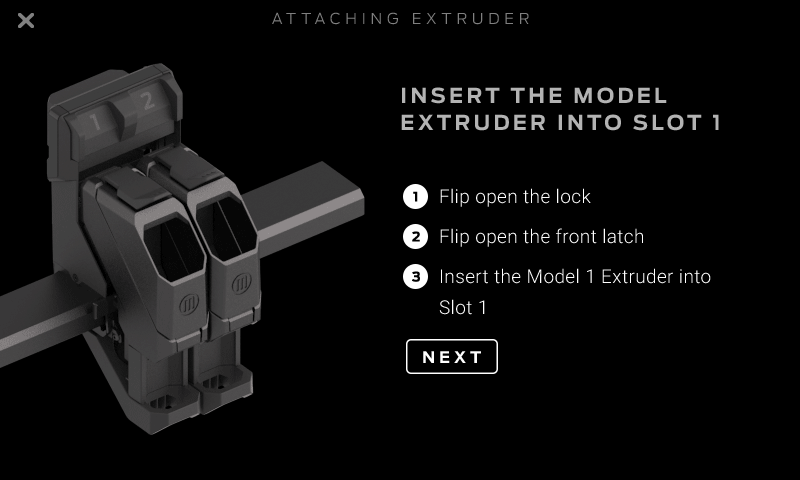 ATTACHING EXTRUDER
1 2
INSERT THE MODEL
EXTRUDER INTO SLOT 1
1 Flip open the lock
2 Flip open the front latch
3 Insert the Model 1 Extruder into
Slot 1
NEXT